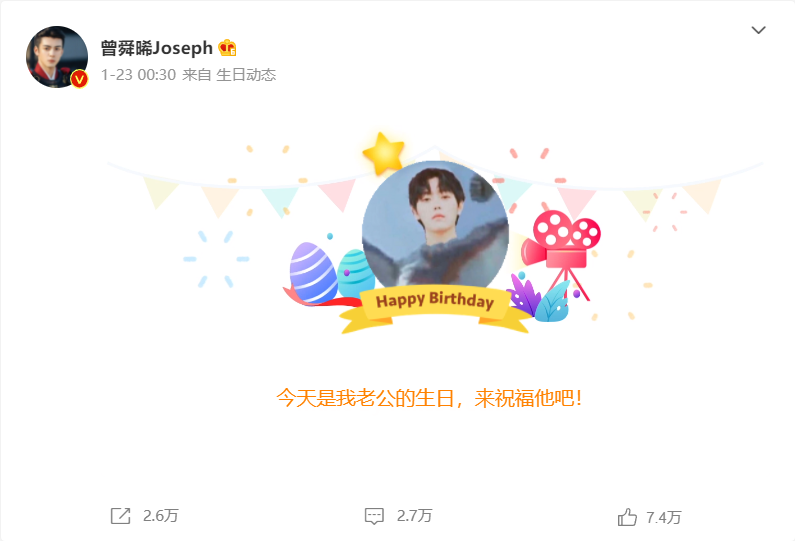 曾舜晞Joseph
1-23 00:30 来自 生日动态
Happy Birthday
今天是我老公的生日，来祝福他吧！
2.6万
2.7万
7.4万